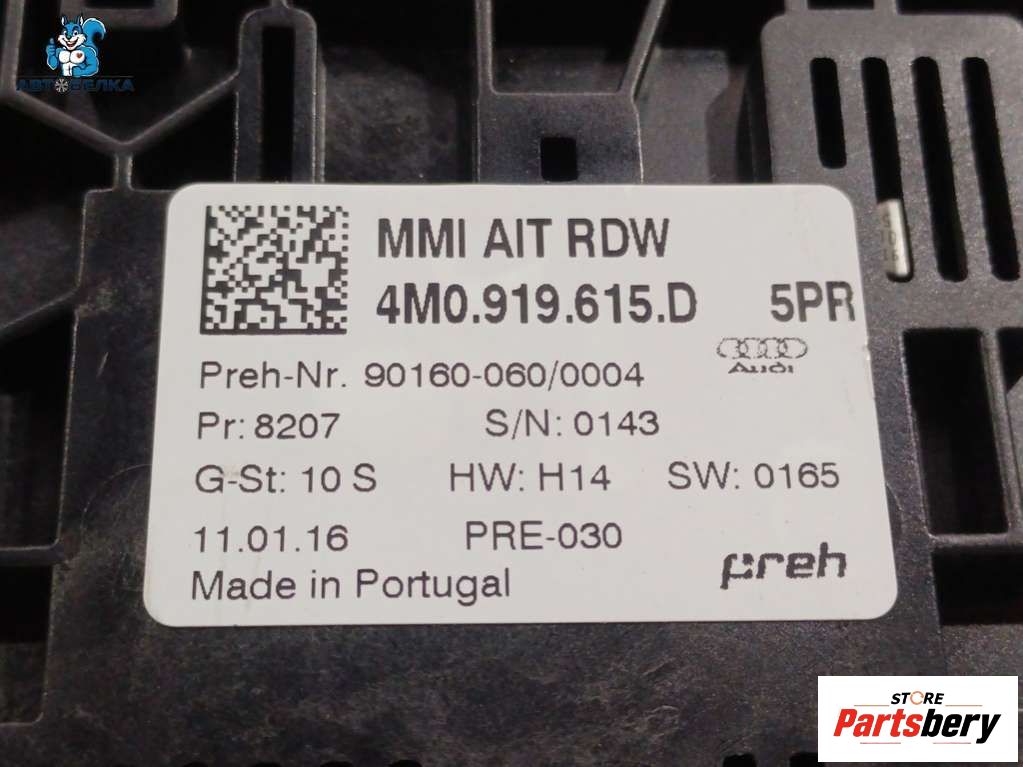 АВТОБЕЛКА
MMI AIT RDW
4M0.919.615.D 5PR
Audi
Preh-Nr. 90160-060/0004
Pr: 8207 S/N: 0143
G-St: 10 S HW: H14 SW: 0165
11.01.16 PRE-030
preh
Made in Portugal
STORE
Partsbery